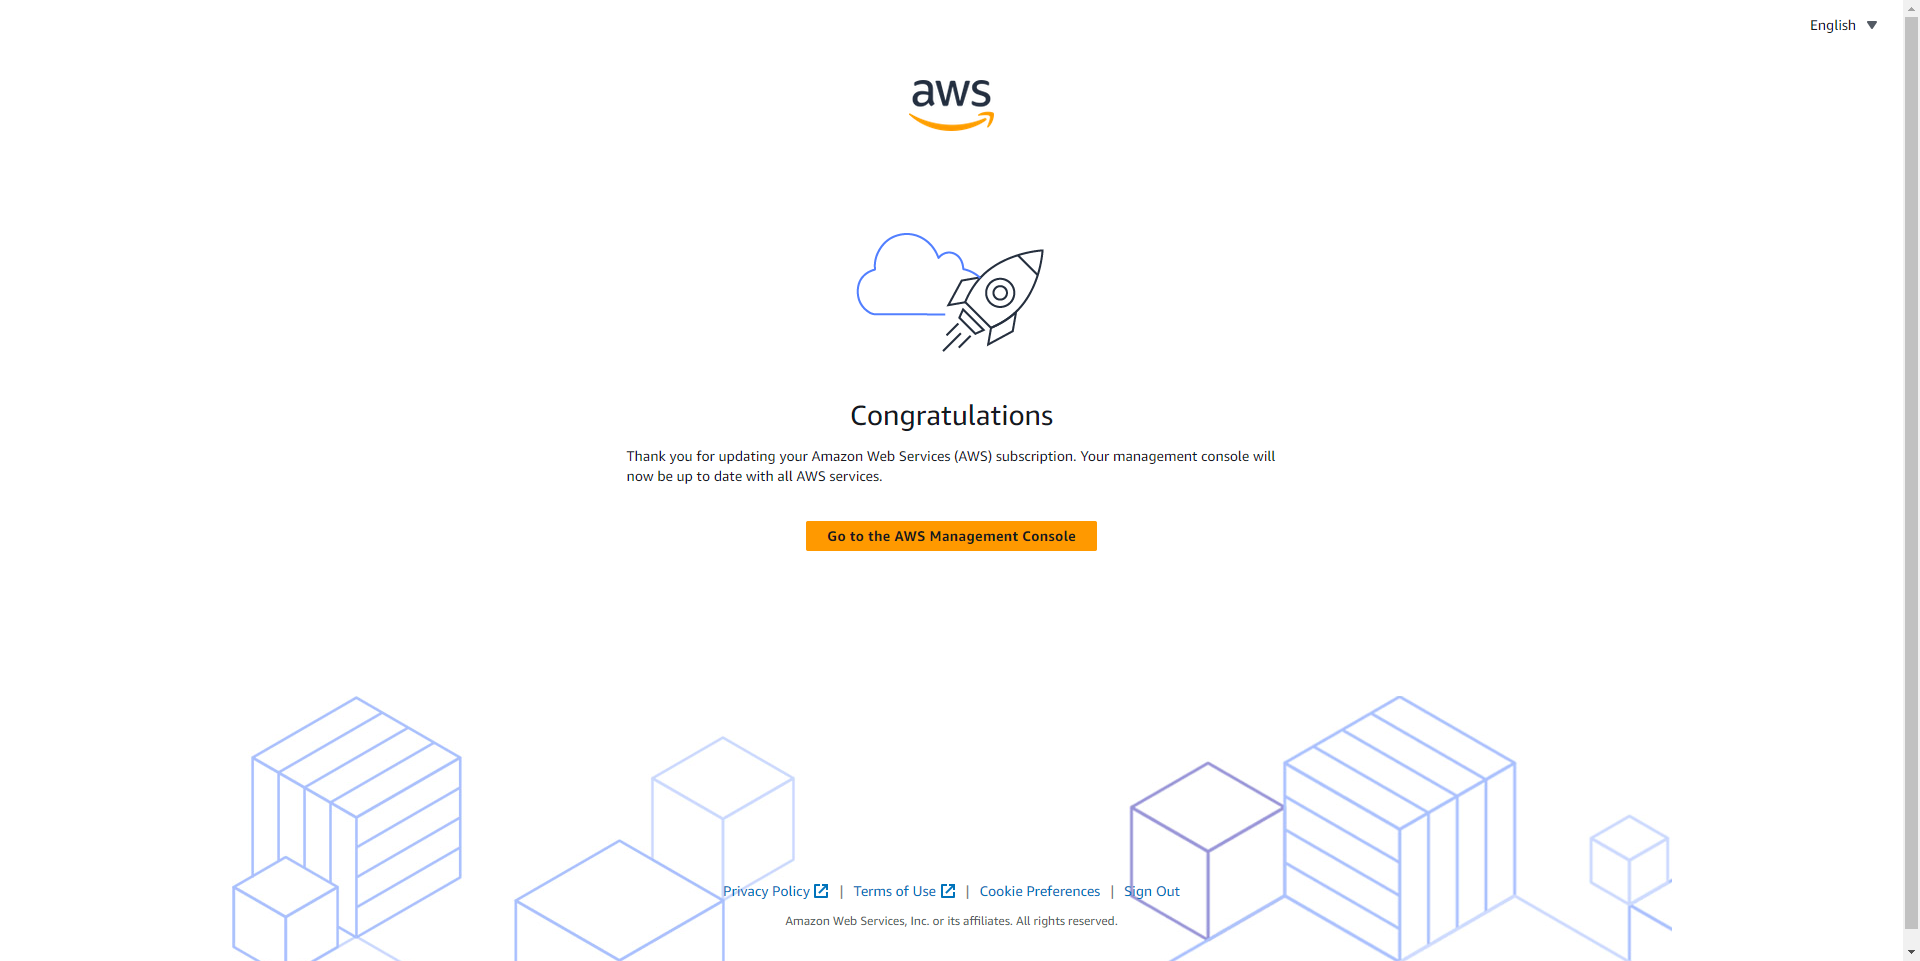 English
aws
Congratulations
Thank you for updating your Amazon Web Services (AWS) subscription. Your management console will
now be up to date with all AWS services.
Go to the AWS Management Console
Privacy Policy | Terms of Use | Cookie Preferences | Sign Out
Amazon Web Services, Inc. or its affiliates. All rights reserved.